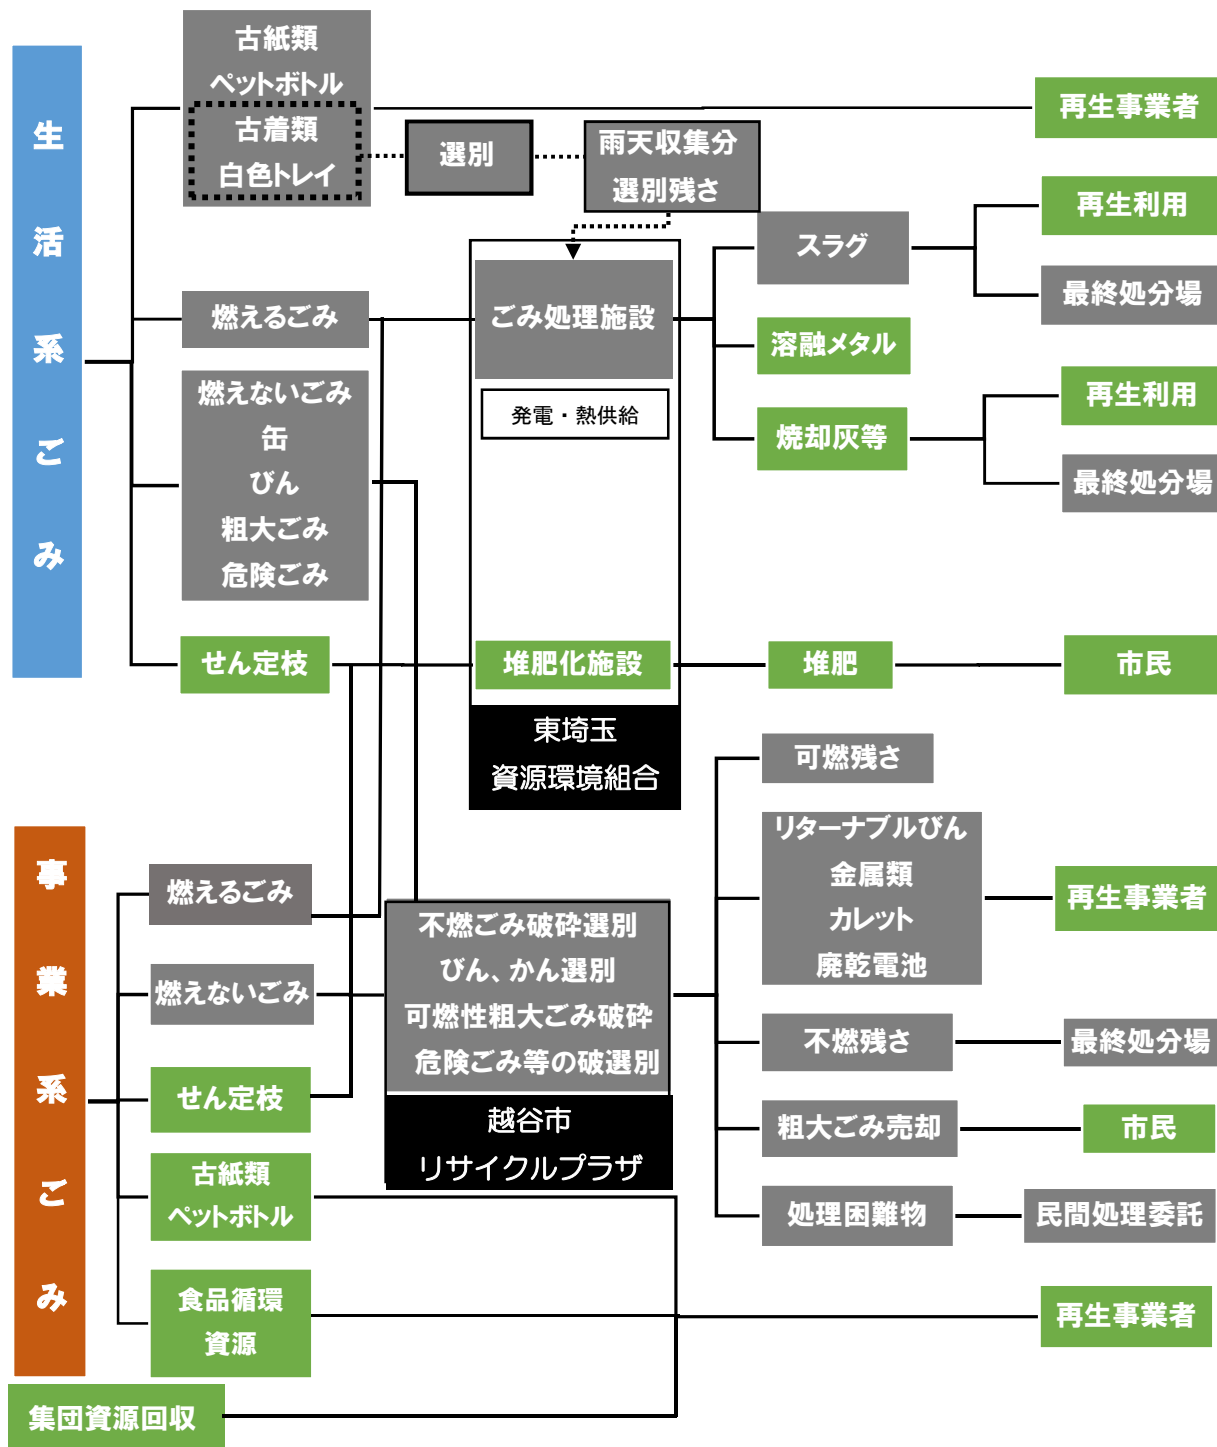 生活系ごみ
古紙類
ペットボトル
古着類
白色トレイ
選別
雨天収集分
選別残さ
再生事業者
燃えるごみ
ごみ処理施設
発電・熱供給
スラグ
再生利用
最終処分場
溶融メタル
焼却灰等
再生利用
最終処分場
燃えないごみ
缶
びん
粗大ごみ
危険ごみ
せん定枝
堆肥化施設
堆肥
市民
東埼玉
資源環境組合
事業系ごみ
燃えるごみ
燃えないごみ
せん定枝
古紙類
ペットボトル
食品循環
資源
集団資源回収
不燃ごみ破砕選別
びん、かん選別
可燃性粗大ごみ破砕
危険ごみ等の破選別
越谷市
リサイクルプラザ
可燃残さ
リターナブルびん
金属類
カレット
廃乾電池
再生事業者
不燃残さ
最終処分場
粗大ごみ売却
市民
処理困難物
民間処理委託
再生事業者